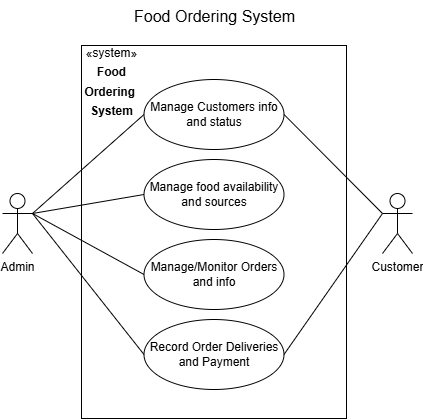 Food Ordering System
«system»
Food
Ordering
System
Manage Customers info
and status
Manage food availability
and sources
Manage/Monitor Orders
and info
Record Order Deliveries
and Payment
Admin
Customer